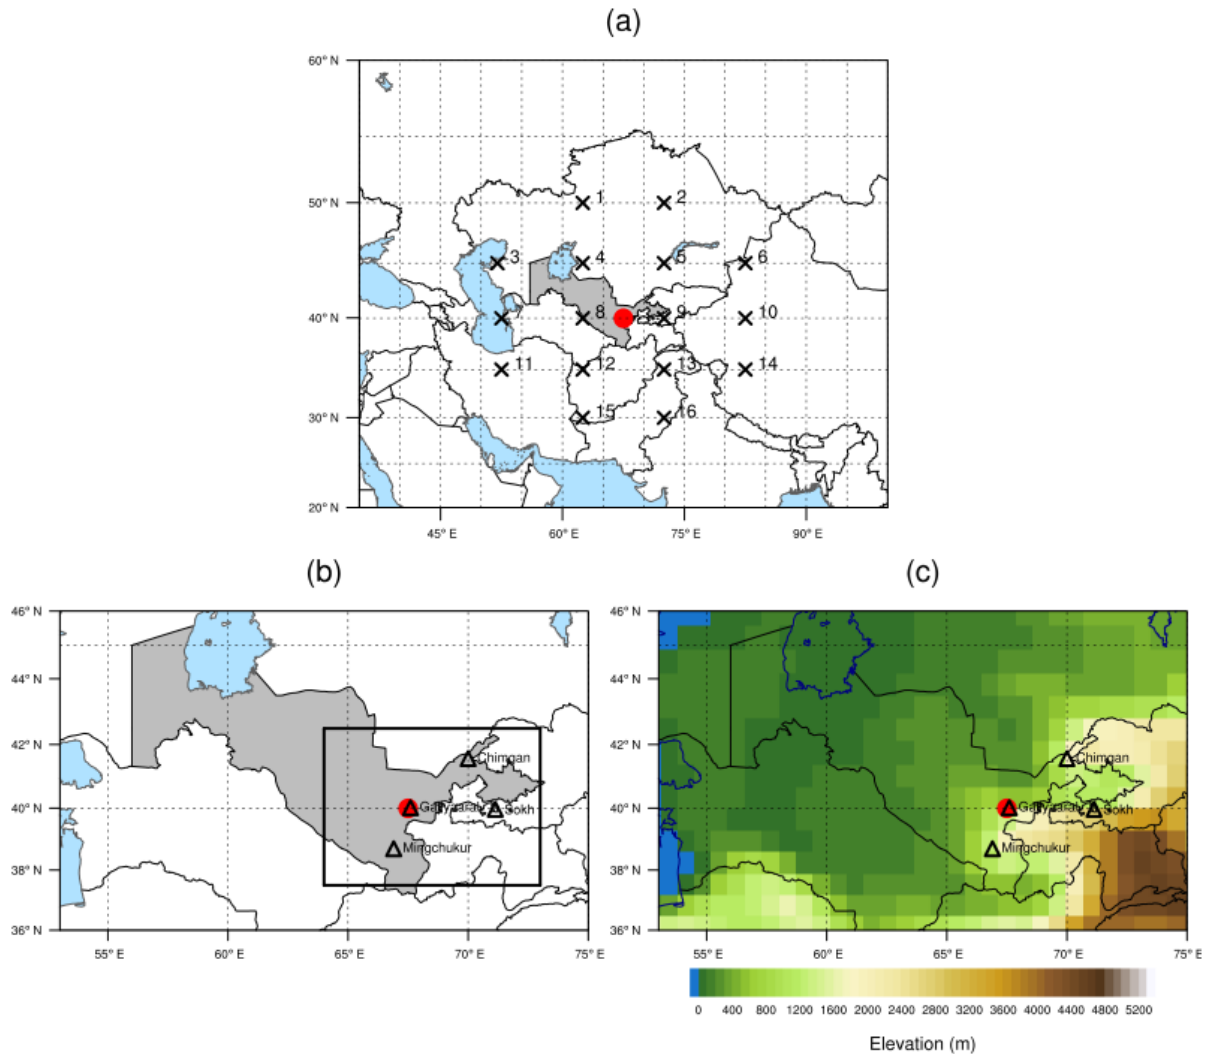 (a)
60° N
50° N
40° N
30° N
20° N
1 2
3 4 5 6
8 9 10
11 12 13 14
15 16
45° E 60° E 75° E 90° E
(b) (c)
46° N
44° N
42° N
40° N
38° N
36° N
Chimgan
Sokh
Mingchukur
55° E 60° E 65° E 70° E 75° E
46° N
44° N
42° N
40° N
38° N
36° N
Chimgan
Sokh
Mingchukur
55° E 60° E 65° E 70° E 75° E
0 400 800 1200 1600 2000 2400 2800 3200 3600 4000 4400 4800 5200
Elevation (m)